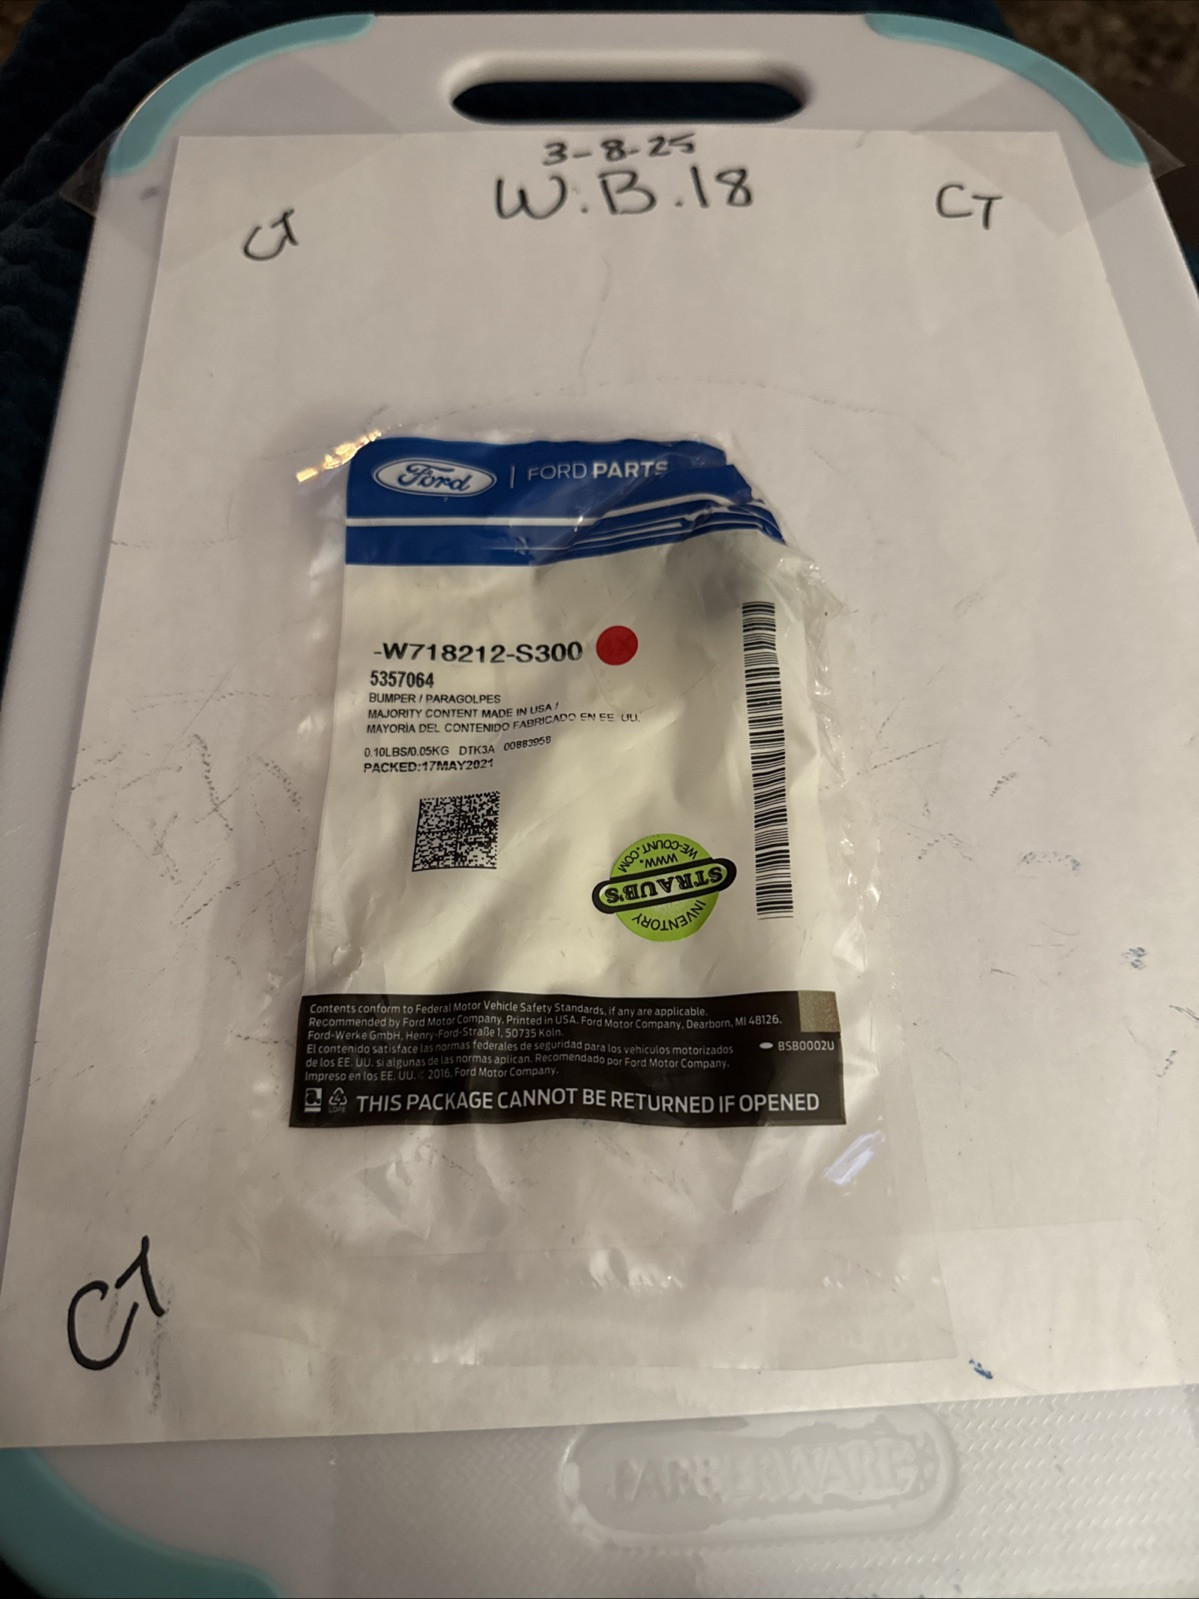 3-8-25
W.B.18
CT
CT
Ford | FORD PARTS
-W718212-S300
5357064
BUMPER / PARAGOLPES
MAJORITY CONTENT MADE IN USA /
MAYORÍA DEL CONTENIDO FABRICADO EN EE. UU.
0.10LBS/0.05KG DTK3A 00883958
PACKED:17MAY2021
INVENTORY
STRAUB'S
WWW.
WE-COUNT.COM
Contents conform to Federal Motor Vehicle Safety Standards, if any are applicable.
Recommended by Ford Motor Company. Printed in USA. Ford Motor Company, Dearborn, MI 48126.
Ford-Werke GmbH, Henry-Ford-Straße 1, 50735 Köln.
El contenido satisface las normas federales de seguridad para los vehículos motorizados
de los EE. UU. si algunas de las normas aplican. Recomendado por Ford Motor Company.
Impreso en los EE. UU. © 2016, Ford Motor Company.
BSB0002U
4
LDPE
THIS PACKAGE CANNOT BE RETURNED IF OPENED
CT
FARBERWARE